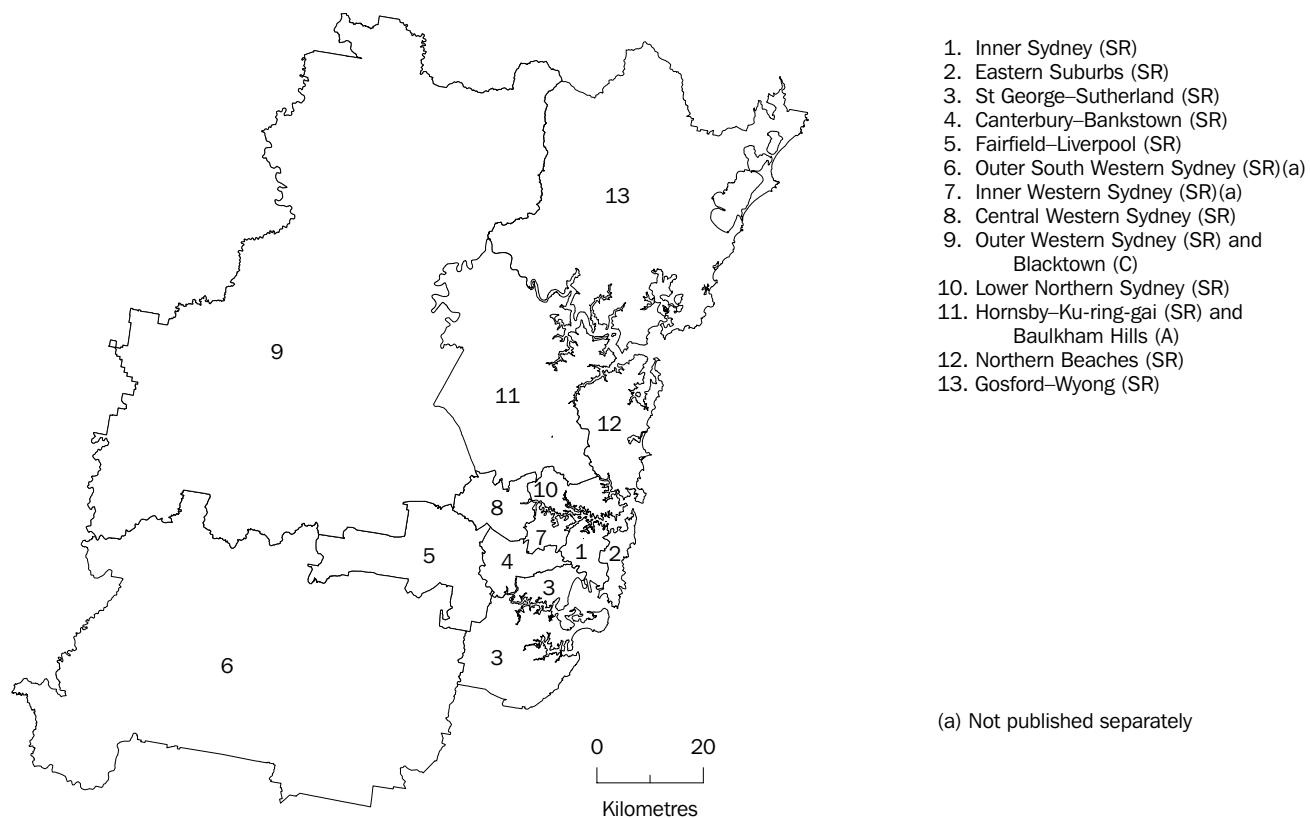 1. Inner Sydney (SR)
2. Eastern Suburbs (SR)
3. St George–Sutherland (SR)
4. Canterbury–Bankstown (SR)
5. Fairfield–Liverpool (SR)
6. Outer South Western Sydney (SR)(a)
7. Inner Western Sydney (SR)(a)
8. Central Western Sydney (SR)
9. Outer Western Sydney (SR) and
Blacktown (C)
10. Lower Northern Sydney (SR)
11. Hornsby–Ku-ring-gai (SR) and
Baulkham Hills (A)
12. Northern Beaches (SR)
13. Gosford–Wyong (SR)
13
9
11
12
10
8
7
1
2
5
4
3
3
6
(a) Not published separately
0 20
Kilometres